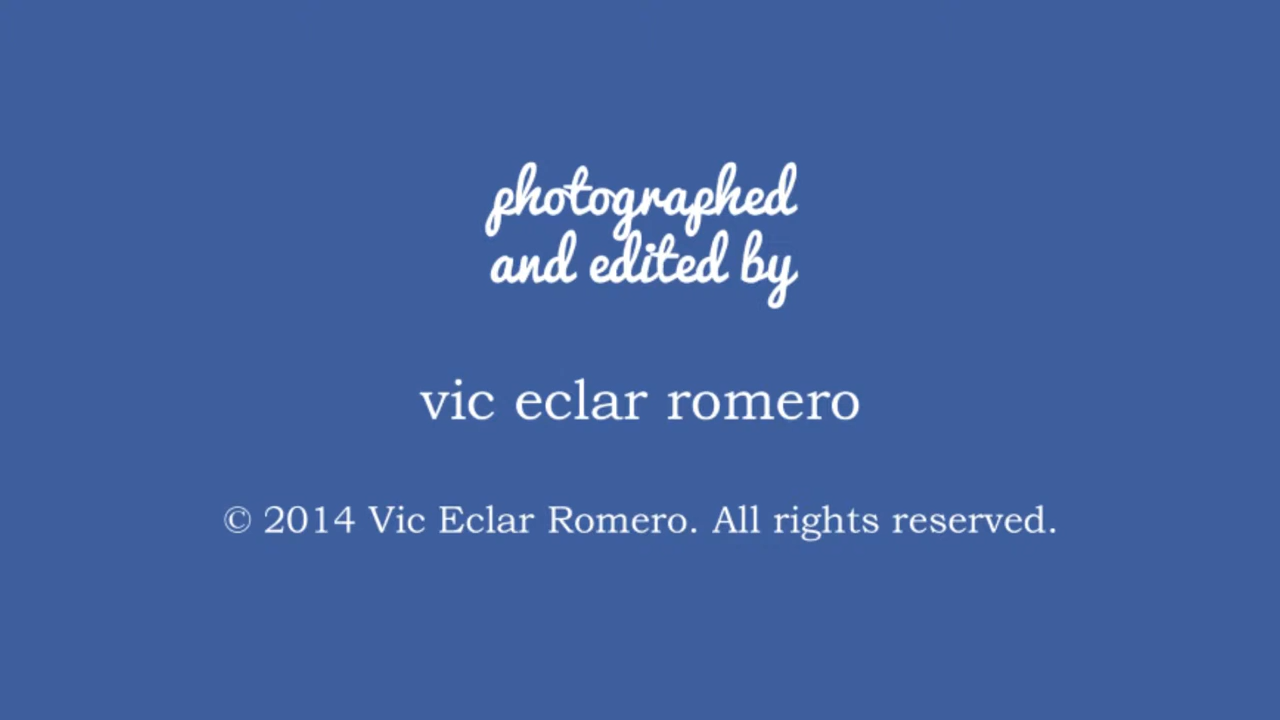 photographed
and edited by
vic eclar romero
© 2014 Vic Eclar Romero. All rights reserved.